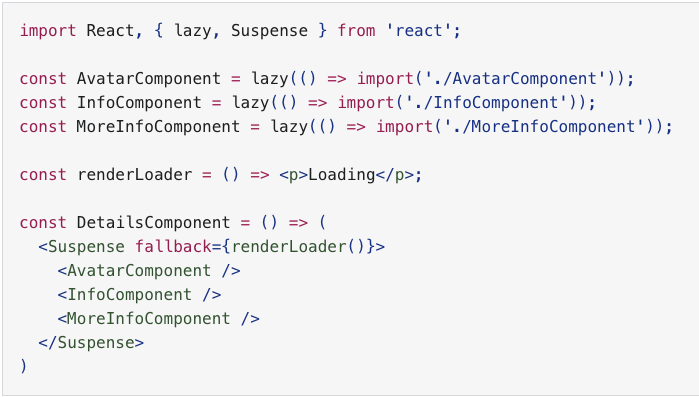 import React, { lazy, Suspense } from 'react';
const AvatarComponent = lazy(() => import('./AvatarComponent'));
const InfoComponent = lazy(() => import('./InfoComponent'));
const MoreInfoComponent = lazy(() => import('./MoreInfoComponent'));
const renderLoader = () => <p>Loading</p>;
const DetailsComponent = () => (
  <Suspense fallback={renderLoader()}>
    <AvatarComponent />
    <InfoComponent />
    <MoreInfoComponent />
  </Suspense>
)